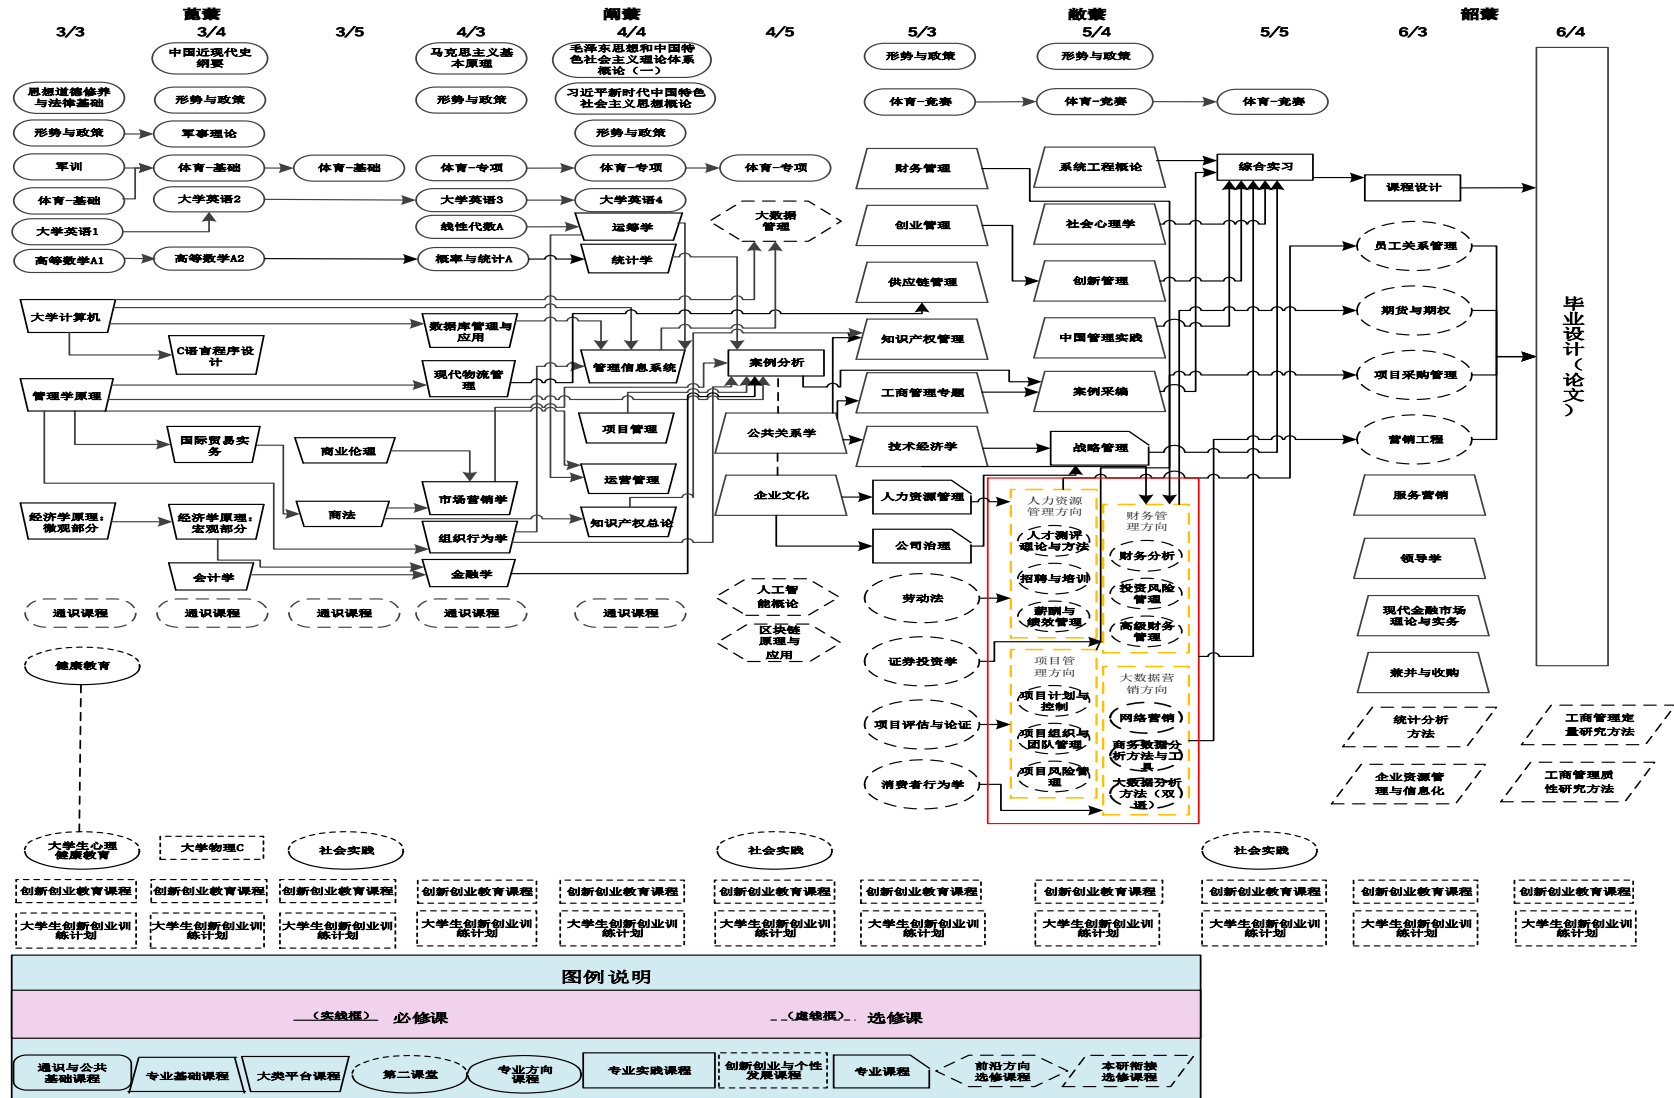 3/3
3/4
3/5
4/3
4/4
4/5
5/3
5/4
5/5
6/3
6/4
中国近现代史
纲要
马克思主义基
本原理
毛泽东思想和中国特
色社会主义理论体系
概论（一）
形势与政策
形势与政策
思想道德修养
与法律基础
形势与政策
形势与政策
习近平新时代中国特色
社会主义思想概论
体育-竞赛
体育-竞赛
体育-竞赛
形势与政策
军事理论
形势与政策
军训
体育-基础
体育-基础
体育-专项
体育-专项
体育-专项
财务管理
系统工程概论
综合实习
课程设计
体育-基础
大学英语2
大学英语3
大学英语4
大学英语1
线性代数A
运筹学
大数据
管理
创业管理
社会心理学
员工关系管理
高等数学A1
高等数学A2
概率与统计A
统计学
供应链管理
创新管理
期货与期权
大学计算机
数据库管理与
应用
知识产权管理
中国管理实践
C语言程序设
计
管理信息系统
案例分析
毕业设计（论文）
管理学原理
现代物流管
理
工商管理专题
案例采编
项目采购管理
国际贸易实
务
商业伦理
项目管理
公共关系学
技术经济学
战略管理
营销工程
市场营销学
运营管理
企业文化
人力资源管理
人力资源
管理方向
财务管
理方向
服务营销
经济学原理：
微观部分
经济学原理：
宏观部分
商法
组织行为学
知识产权总论
公司治理
人才测评
理论与方法
财务分析
领导学
会计学
金融学
人工智
能概论
劳动法
招聘与培训
投资风险
管理
通识课程
通识课程
通识课程
通识课程
通识课程
区块链
原理与
应用
薪酬与
绩效管理
高级财务
管理
现代金融市场
理论与实务
健康教育
证券投资学
项目管
理方向
大数据营
销方向
兼并与收购
项目评估与论证
项目计划与
控制
网络营销
统计分析
方法
工商管理定
量研究方法
项目组织与
团队管理
商务数据分
析方法与工
具
消费者行为学
项目风险管
理
大数据分析
方法（双
语）
企业资源管
理与信息化
工商管理质
性研究方法
大学生心理
健康教育
大学物理C
社会实践
社会实践
社会实践
创新创业教育课程
创新创业教育课程
创新创业教育课程
创新创业教育课程
创新创业教育课程
创新创业教育课程
创新创业教育课程
创新创业教育课程
创新创业教育课程
创新创业教育课程
创新创业教育课程
大学生创新创业训
练计划
大学生创新创业训
练计划
大学生创新创业训
练计划
大学生创新创业训
练计划
大学生创新创业训
练计划
大学生创新创业训
练计划
大学生创新创业训
练计划
大学生创新创业训
练计划
大学生创新创业训
练计划
大学生创新创业训
练计划
大学生创新创业训
练计划
图例说明
（实线框） 必修课
（虚线框） 选修课
通识与公共
基础课程
专业基础课程
大类平台课程
第二课堂
专业方向
课程
专业实践课程
创新创业与个性
发展课程
专业课程
前沿方向
选修课程
本研衔接
选修课程